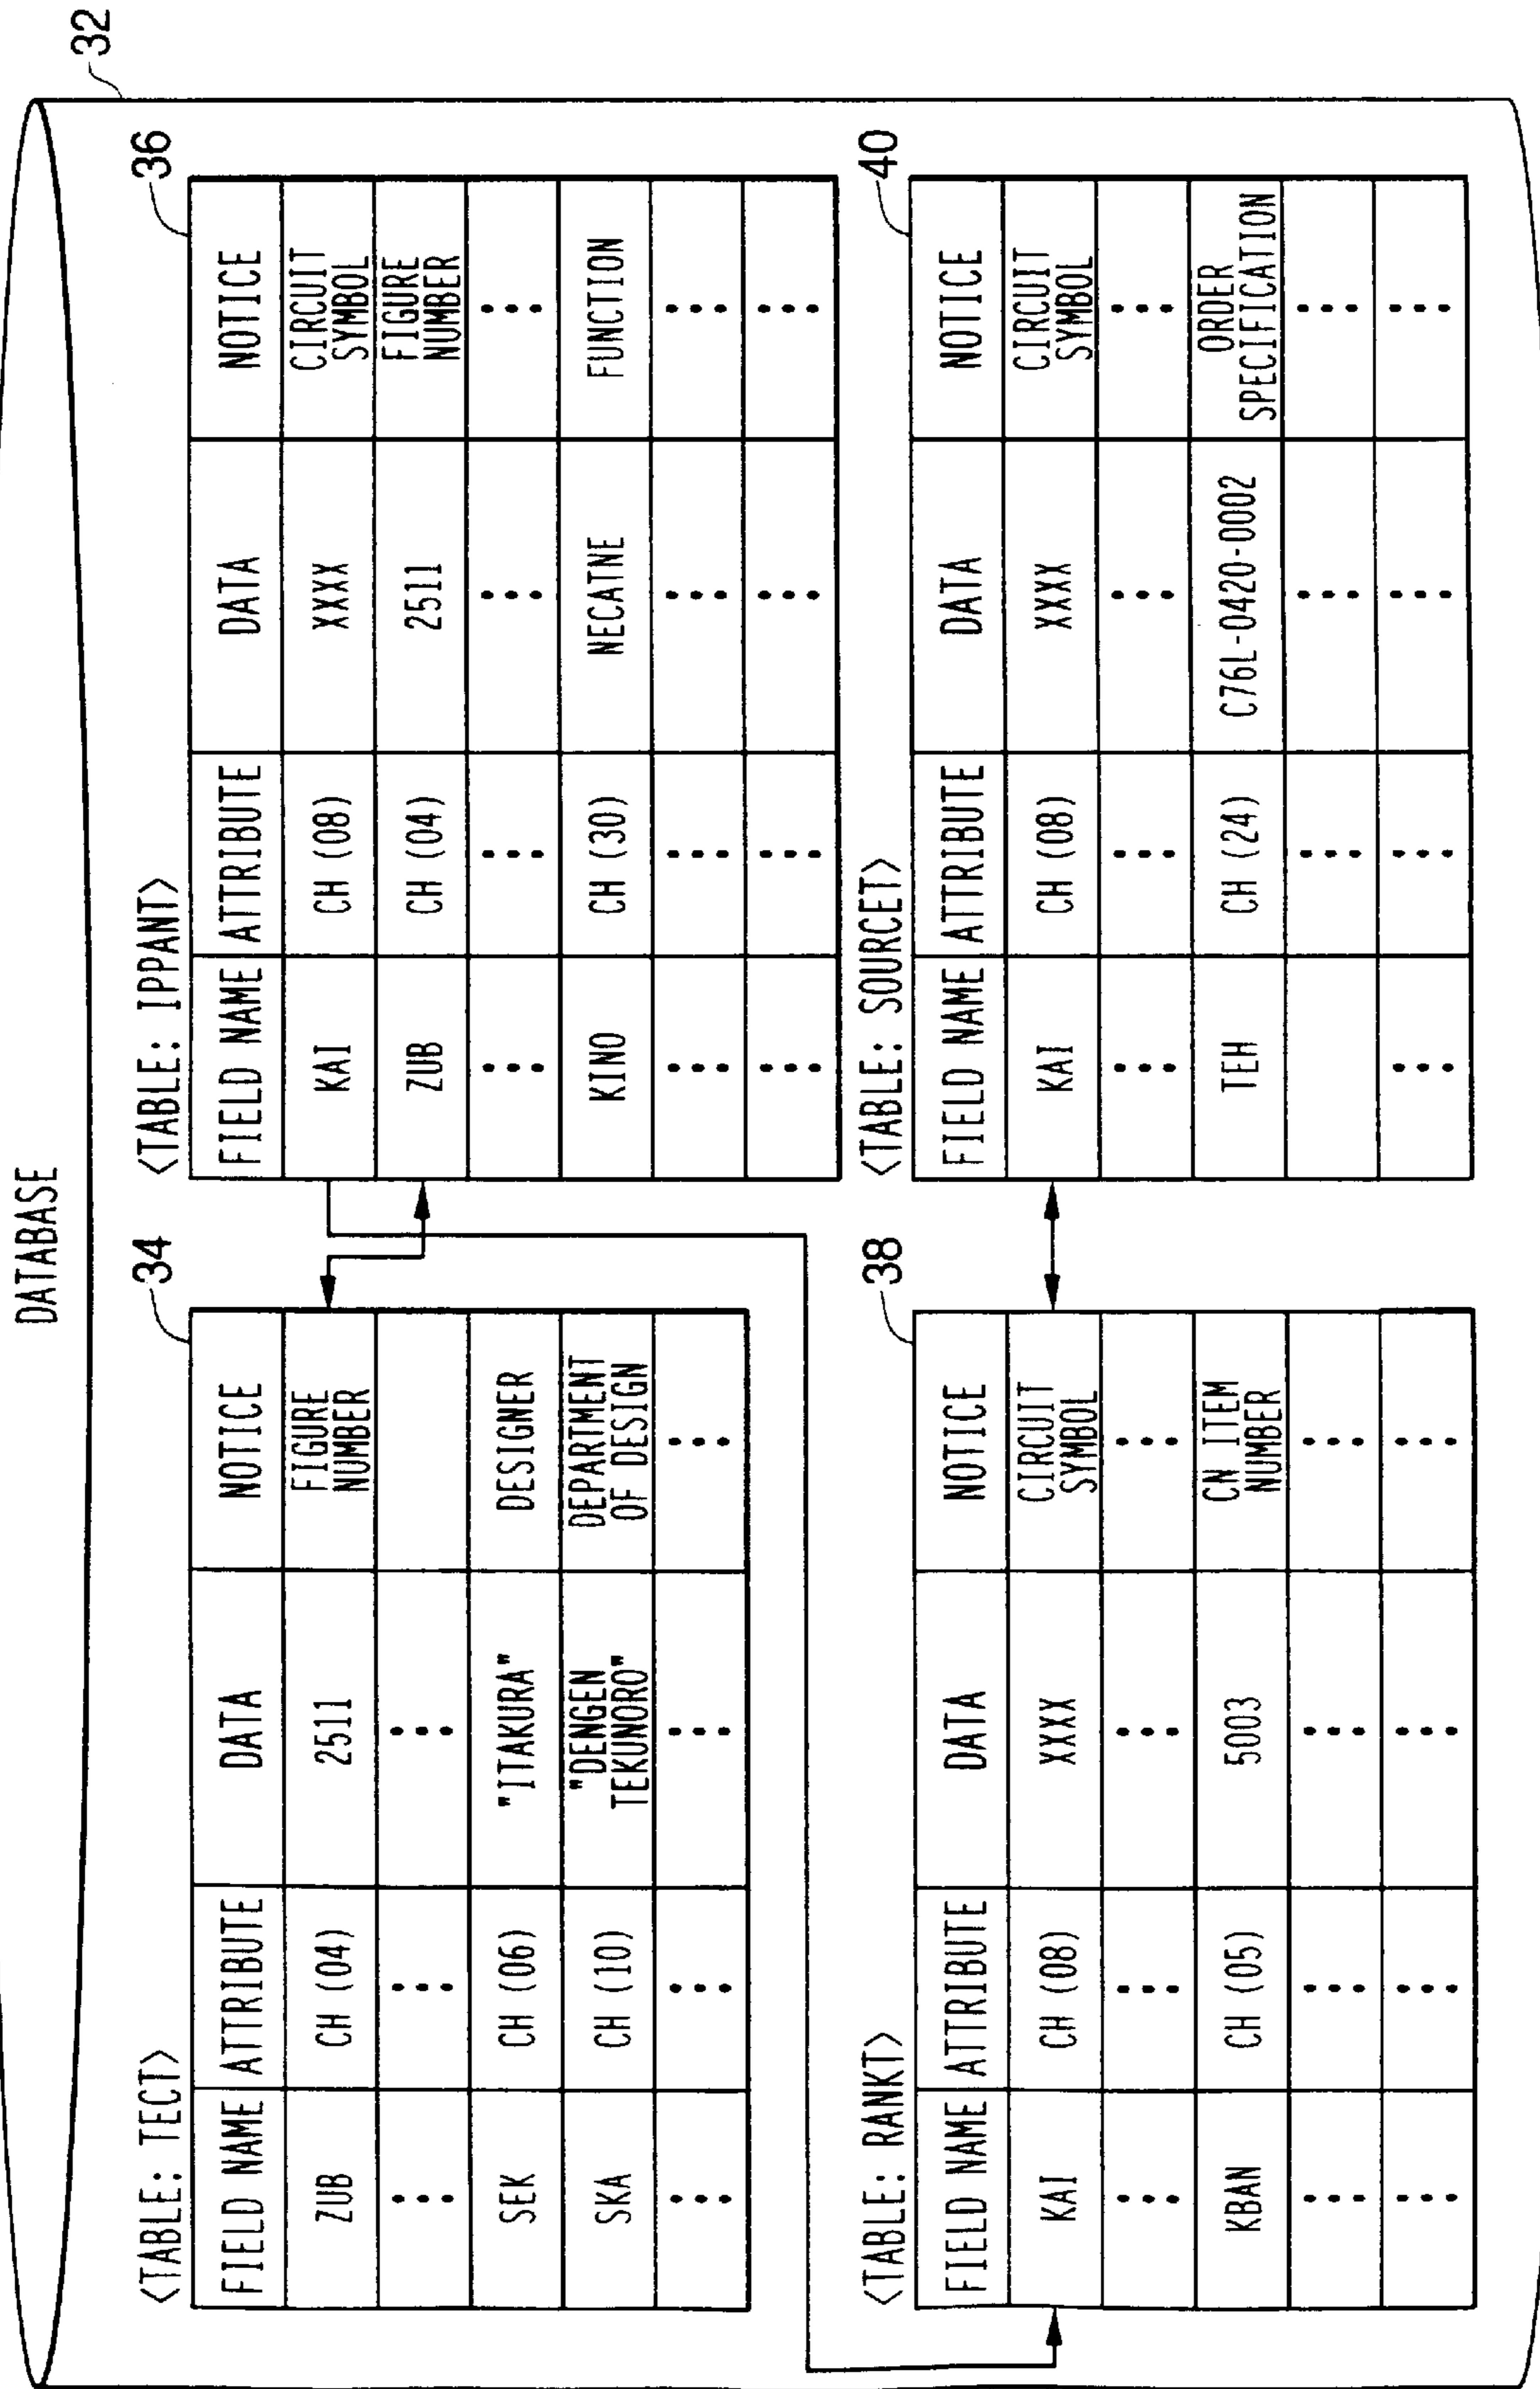 DATABASE
32
<TABLE: TECT>
34
FIELD NAME ATTRIBUTE DATA NOTICE
ZUB CH (04) 2511 FIGURE NUMBER
••• ••• •••
SEK CH (06) "ITAKURA" DESIGNER
SKA CH (10) "DENGEN TEKUNORO" DEPARTMENT OF DESIGN
••• ••• ••• •••
<TABLE: IPPANT>
36
FIELD NAME ATTRIBUTE DATA NOTICE
KAI CH (08) XXXX CIRCUIT SYMBOL
ZUB CH (04) 2511 FIGURE NUMBER
••• ••• ••• •••
KINO CH (30) NECATNE FUNCTION
••• ••• ••• •••
••• ••• ••• •••
<TABLE: RANKT>
38
FIELD NAME ATTRIBUTE DATA NOTICE
KAI CH (08) XXXX CIRCUIT SYMBOL
••• ••• ••• •••
KBAN CH (05) 5003 CN ITEM NUMBER
••• ••• ••• •••
••• ••• ••• •••
<TABLE: SOURCET>
40
FIELD NAME ATTRIBUTE DATA NOTICE
KAI CH (08) XXXX CIRCUIT SYMBOL
••• ••• ••• •••
TEH CH (24) C76L-0420-0002 ORDER SPECIFICATION
••• ••• •••
••• ••• ••• •••